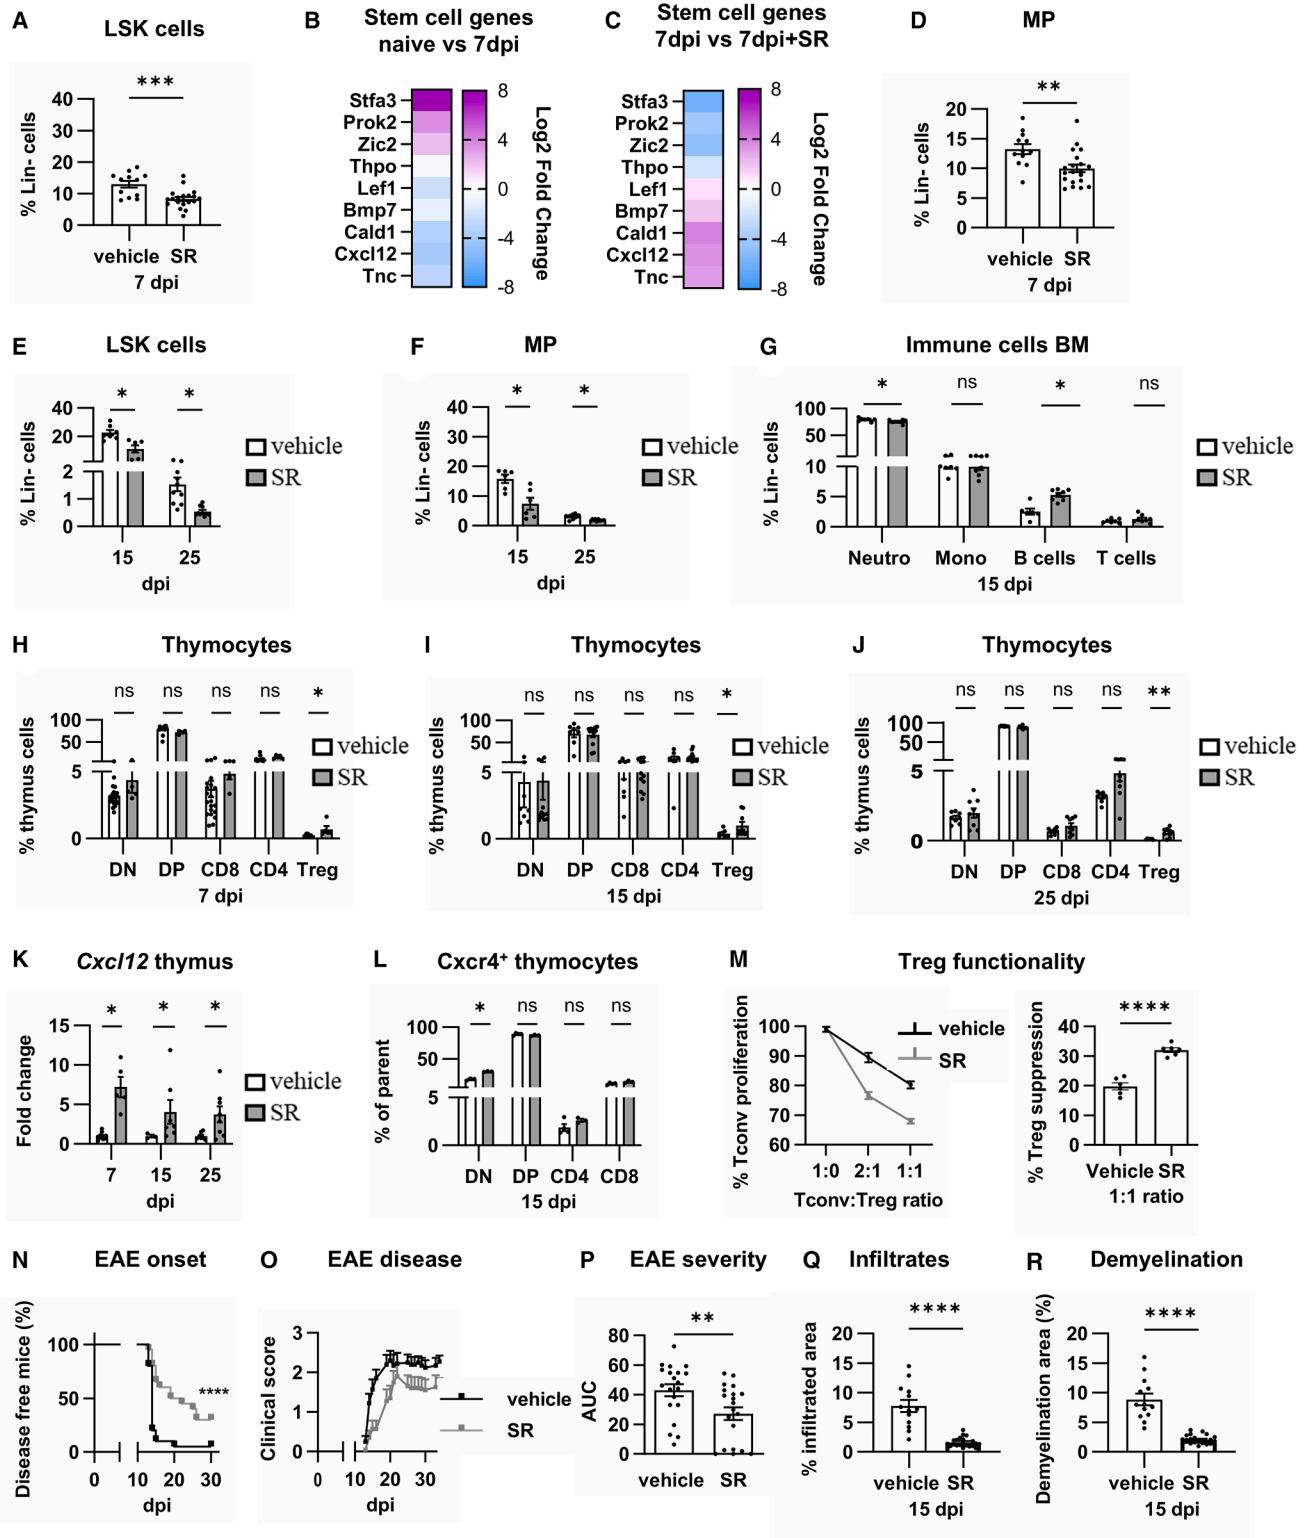 A
LSK cells
***
% Lin- cells
40
30
20
10
0
vehicle SR
7 dpi
B
Stem cell genes
naive vs 7dpi
Stfa3
Prok2
Zic2
Thpo
Lef1
Bmp7
Cald1
Cxcl12
Tnc
8
4
0
-4
-8
Log2 Fold Change
C
Stem cell genes
7dpi vs 7dpi+SR
Stfa3
Prok2
Zic2
Thpo
Lef1
Bmp7
Cald1
Cxcl12
Tnc
8
4
0
-4
-8
Log2 Fold Change
D
MP
**
% Lin- cells
20
15
10
5
0
vehicle SR
7 dpi
E
LSK cells
* *
% Lin- cells
40
20
2
1
0
15 25
dpi
vehicle
SR
F
MP
* *
% Lin- cells
40
30
20
10
0
15 25
dpi
vehicle
SR
G
Immune cells BM
* ns * ns
% Lin- cells
100
50
10
5
0
Neutro Mono B cells T cells
15 dpi
vehicle
SR
H
Thymocytes
ns ns ns ns *
% thymus cells
100
50
5
0
DN DP CD8 CD4 Treg
7 dpi
vehicle
SR
I
Thymocytes
ns ns ns ns *
% thymus cells
100
50
5
0
DN DP CD8 CD4 Treg
15 dpi
vehicle
SR
J
Thymocytes
ns ns ns ns **
% thymus cells
100
50
5
0
DN DP CD8 CD4 Treg
25 dpi
vehicle
SR
K
Cxcl12 thymus
* * *
Fold change
15
10
5
0
7 15 25
dpi
vehicle
SR
L
Cxcr4+ thymocytes
* ns ns ns
% of parent
100
50
5
0
DN DP CD4 CD8
15 dpi
M
Treg functionality
% Tconv proliferation
100
90
80
70
60
1:0 2:1 1:1
Tconv:Treg ratio
vehicle
SR
****
% Treg suppression
40
30
20
10
0
Vehicle SR
1:1 ratio
N
EAE onset
Disease free mice (%)
100
50
0
****
0 10 20 30
dpi
O
EAE disease
Clinical score
3
2
1
0
0 10 20 30
dpi
vehicle
SR
P
EAE severity
**
AUC
80
60
40
20
0
vehicle SR
Q
Infiltrates
****
% infiltrated area
20
15
10
5
0
vehicle SR
15 dpi
R
Demyelination
****
Demyelination area (%)
20
15
10
5
0
vehicle SR
15 dpi